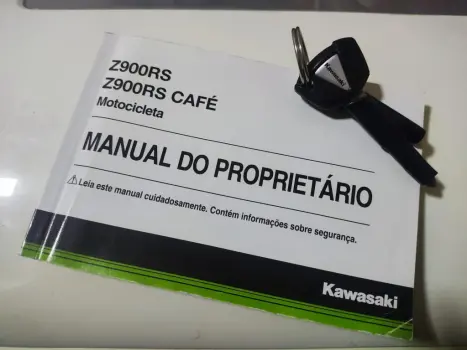 Z900RS
Z900RS CAFÉ
Motocicleta
MANUAL DO PROPRIETÁRIO
Leia este manual cuidadosamente. Contém informações sobre segurança.
Kawasaki
Kawasaki